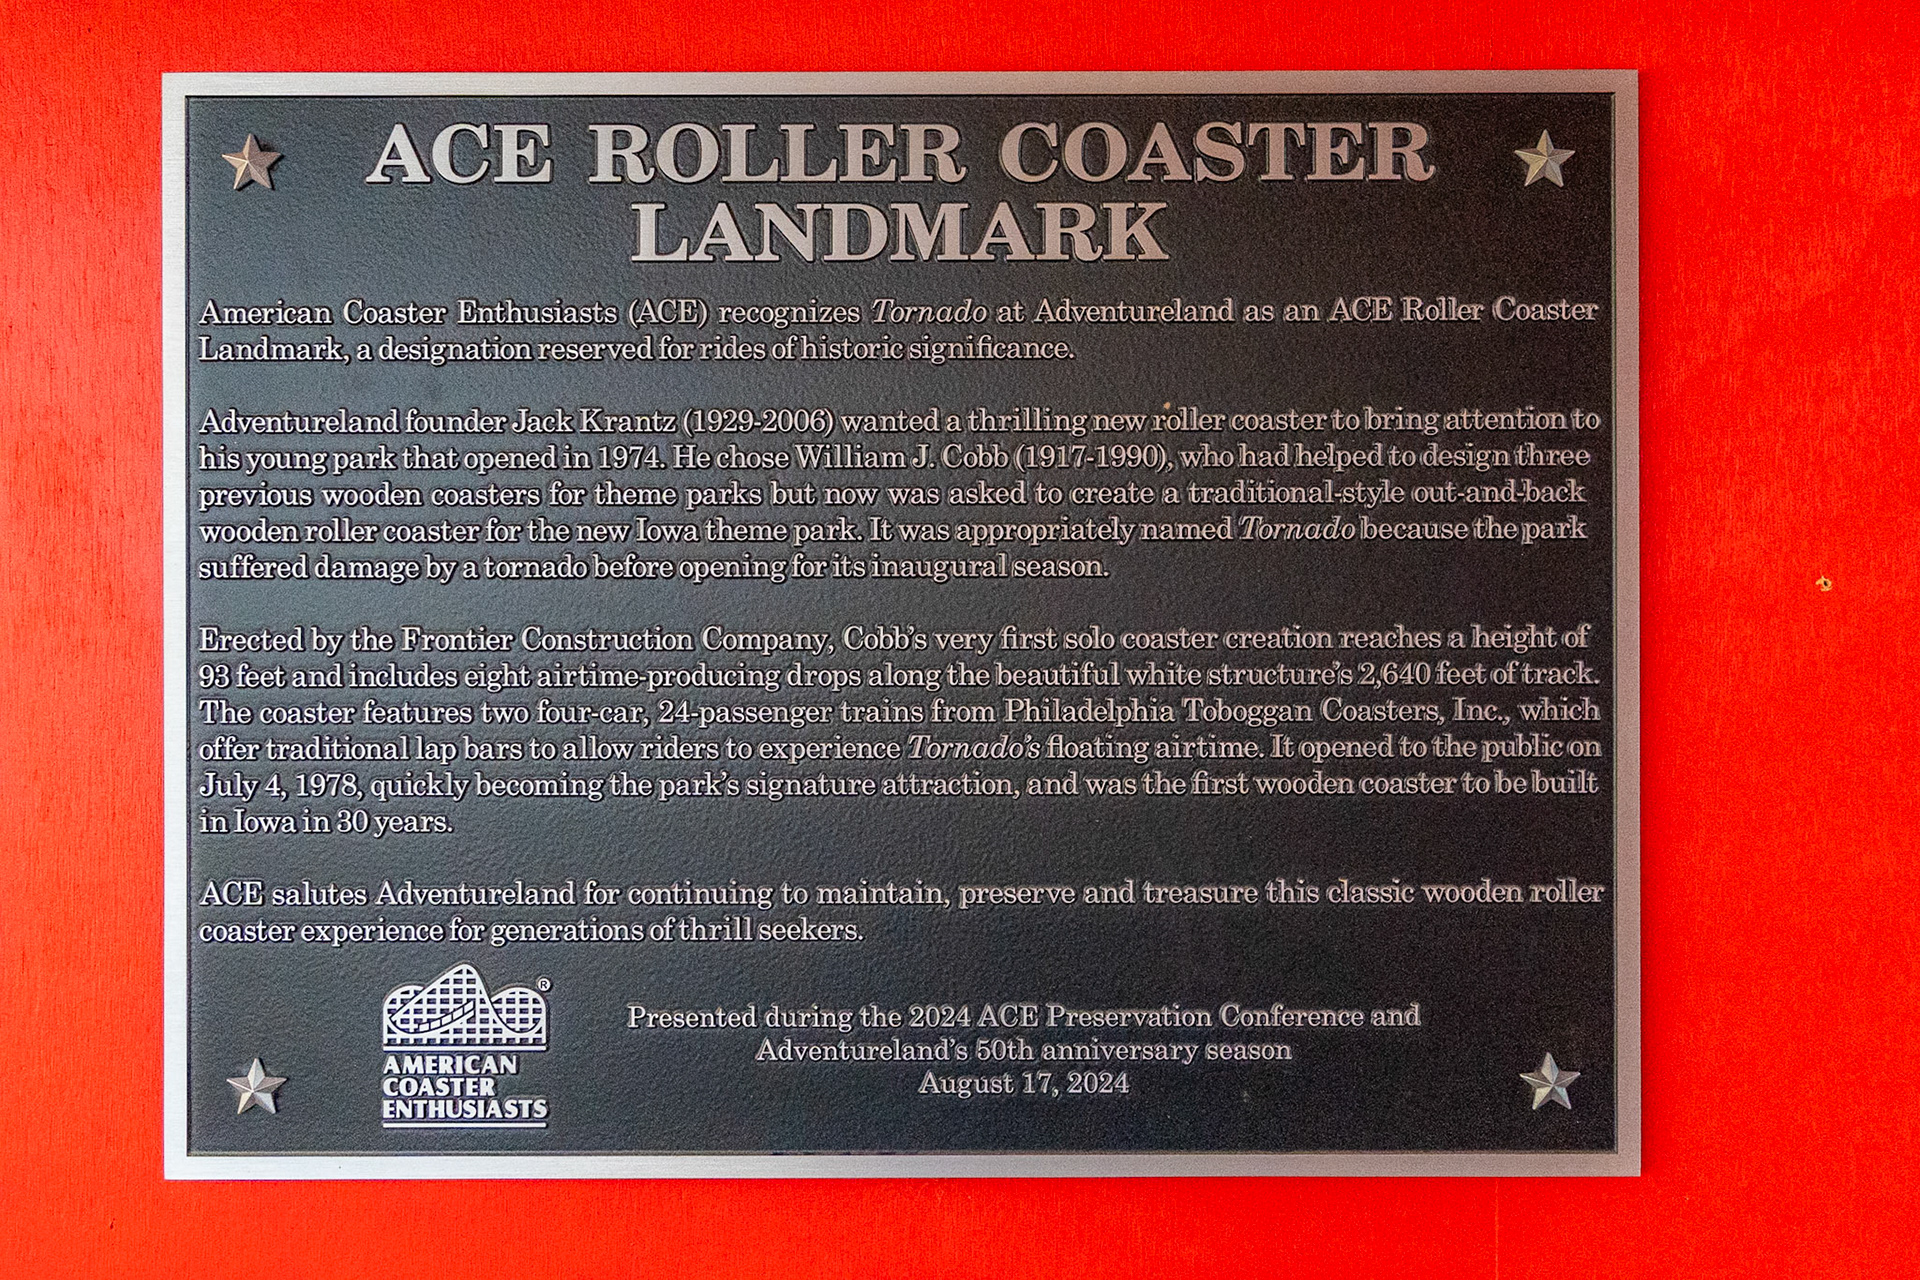 ACE ROLLER COASTER
LANDMARK
American Coaster Enthusiasts (ACE) recognizes Tornado at Adventureland as an ACE Roller Coaster
Landmark, a designation reserved for rides of historic significance.
Adventureland founder Jack Krantz (1929-2006) wanted a thrilling new roller coaster to bring attention to
his young park that opened in 1974. He chose William J. Cobb (1917-1990), who had helped to design three
previous wooden coasters for theme parks but now was asked to create a traditional-style out-and-back
wooden roller coaster for the new Iowa theme park. It was appropriately named Tornado because the park
suffered damage by a tornado before opening for its inaugural season.
Erected by the Frontier Construction Company, Cobb's very first solo coaster creation reaches a height of
93 feet and includes eight airtime-producing drops along the beautiful white structure's 2,640 feet of track.
The coaster features two four-car, 24-passenger trains from Philadelphia Toboggan Coasters, Inc., which
offer traditional lap bars to allow riders to experience Tornado's floating airtime. It opened to the public on
July 4, 1978, quickly becoming the park's signature attraction, and was the first wooden coaster to be built
in Iowa in 30 years.
ACE salutes Adventureland for continuing to maintain, preserve and treasure this classic wooden roller
coaster experience for generations of thrill seekers.
®
AMERICAN
COASTER
ENTHUSIASTS
Presented during the 2024 ACE Preservation Conference and
Adventureland's 50th anniversary season
August 17, 2024